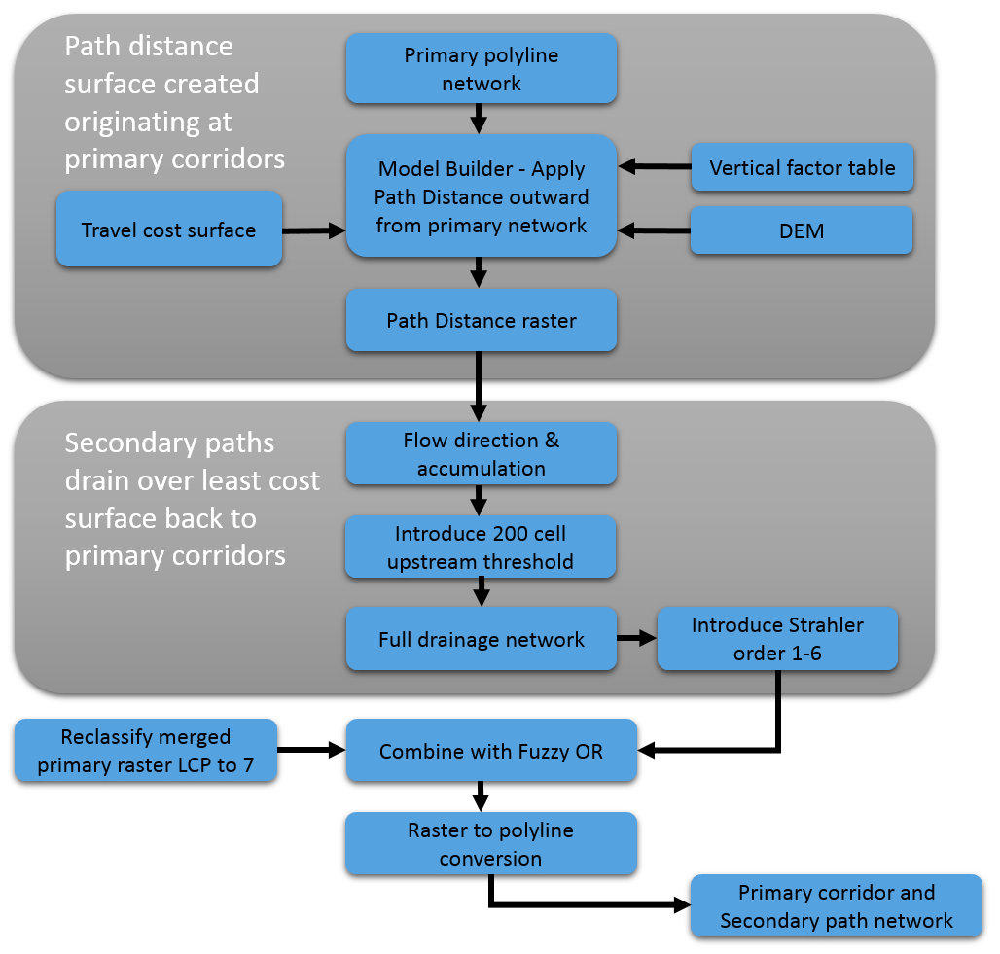 Path distance
surface created
originating at
primary corridors
Primary polyline
network
Model Builder - Apply
Path Distance outward
from primary network
Vertical factor table
Travel cost surface
DEM
Path Distance raster
Secondary paths
drain over least cost
surface back to
primary corridors
Flow direction &
accumulation
Introduce 200 cell
upstream threshold
Full drainage network
Introduce Strahler
order 1-6
Reclassify merged
primary raster LCP to 7
Combine with Fuzzy OR
Raster to polyline
conversion
Primary corridor and
Secondary path network